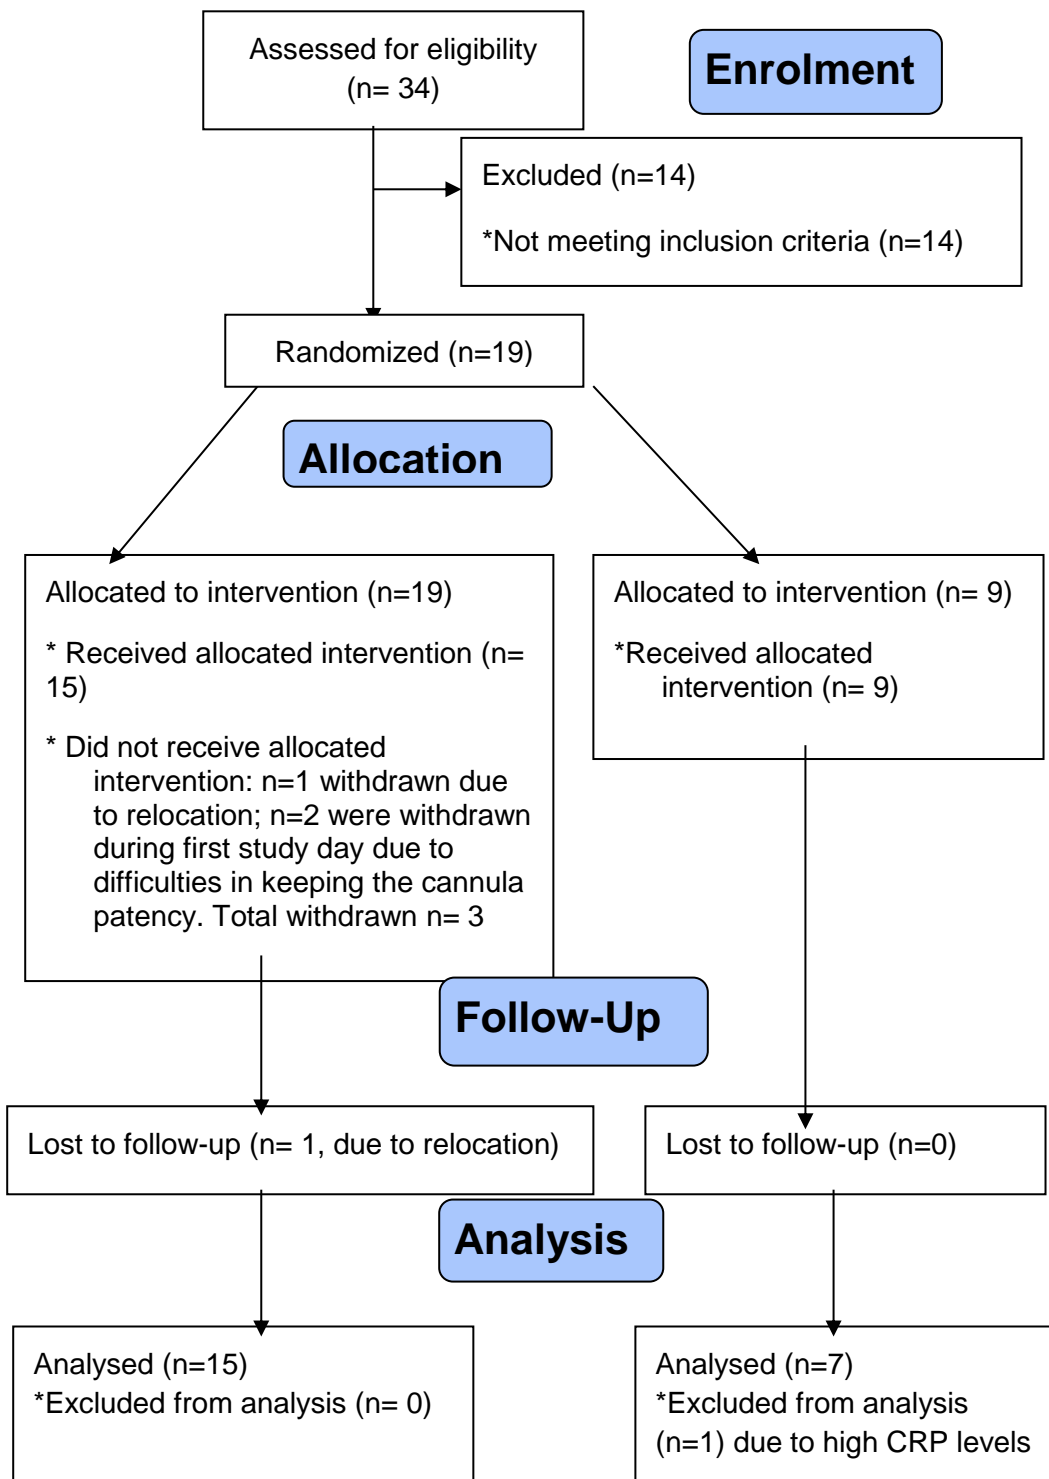 Assessed for eligibility
(n= 34)
Enrolment
Excluded (n=14)
*Not meeting inclusion criteria (n=14)
Randomized (n=19)
Allocation
Allocated to intervention (n=19)
* Received allocated intervention (n=
15)
* Did not receive allocated
intervention: n=1 withdrawn due
to relocation; n=2 were withdrawn
during first study day due to
difficulties in keeping the cannula
patency. Total withdrawn n= 3
Allocated to intervention (n= 9)
*Received allocated
intervention (n= 9)
Follow-Up
Lost to follow-up (n= 1, due to relocation)
Lost to follow-up (n=0)
Analysis
Analysed (n=15)
*Excluded from analysis (n= 0)
Analysed (n=7)
*Excluded from analysis
(n=1) due to high CRP levels